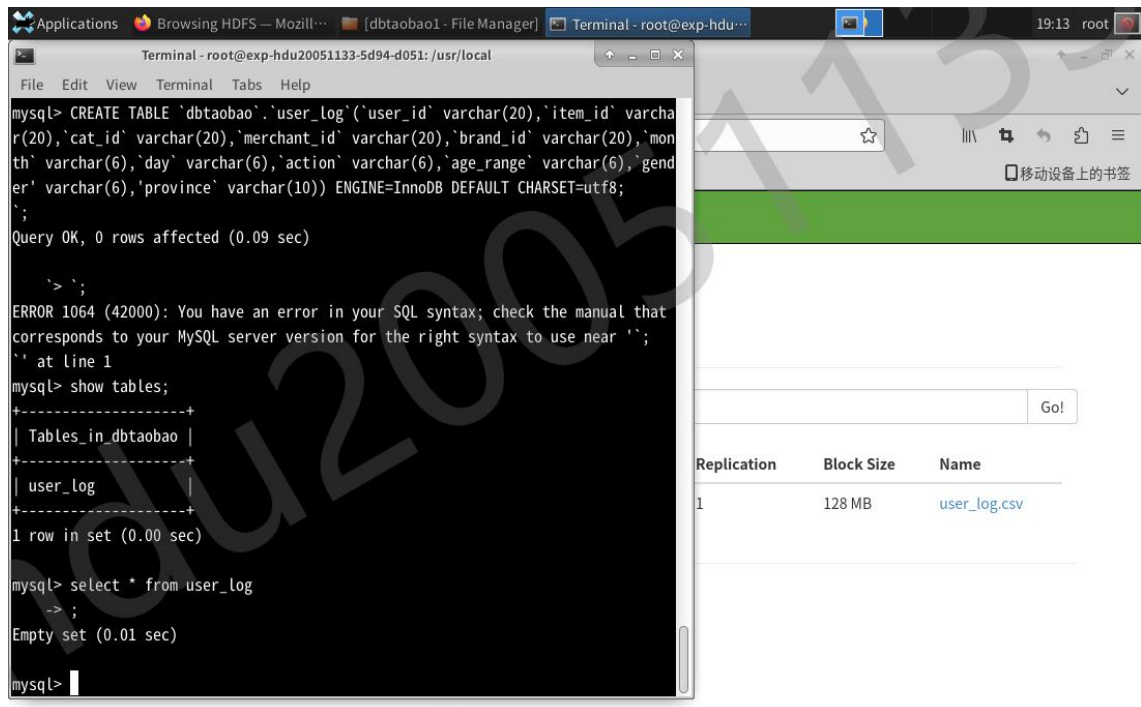 Applications Browsing HDFS — Mozill··· [dbtaobao1 - File Manager] Terminal - root@exp-hdu··· 19:13 root
Terminal - root@exp-hdu20051133-5d94-d051: /usr/local
File Edit View Terminal Tabs Help
mysql> CREATE TABLE `dbtaobao`.`user_log`(`user_id` varchar(20),`item_id` varcha
r(20),`cat_id` varchar(20),`merchant_id` varchar(20),`brand_id` varchar(20),`mon
th` varchar(6),`day` varchar(6),`action` varchar(6),`age_range` varchar(6),`gend
er' varchar(6),'province` varchar(10)) ENGINE=InnoDB DEFAULT CHARSET=utf8;
`;
Query OK, 0 rows affected (0.09 sec)
`> `;
ERROR 1064 (42000): You have an error in your SQL syntax; check the manual that
corresponds to your MySQL server version for the right syntax to use near '`;
`' at line 1
mysql> show tables;
+--------------------+
| Tables_in_dbtaobao |
+--------------------+
| user_log |
+--------------------+
1 row in set (0.00 sec)
mysql> select * from user_log
-> ;
Empty set (0.01 sec)
mysql>
移动设备上的书签
Go!
Replication Block Size Name
1 128 MB user_log.csv
hdu20051133